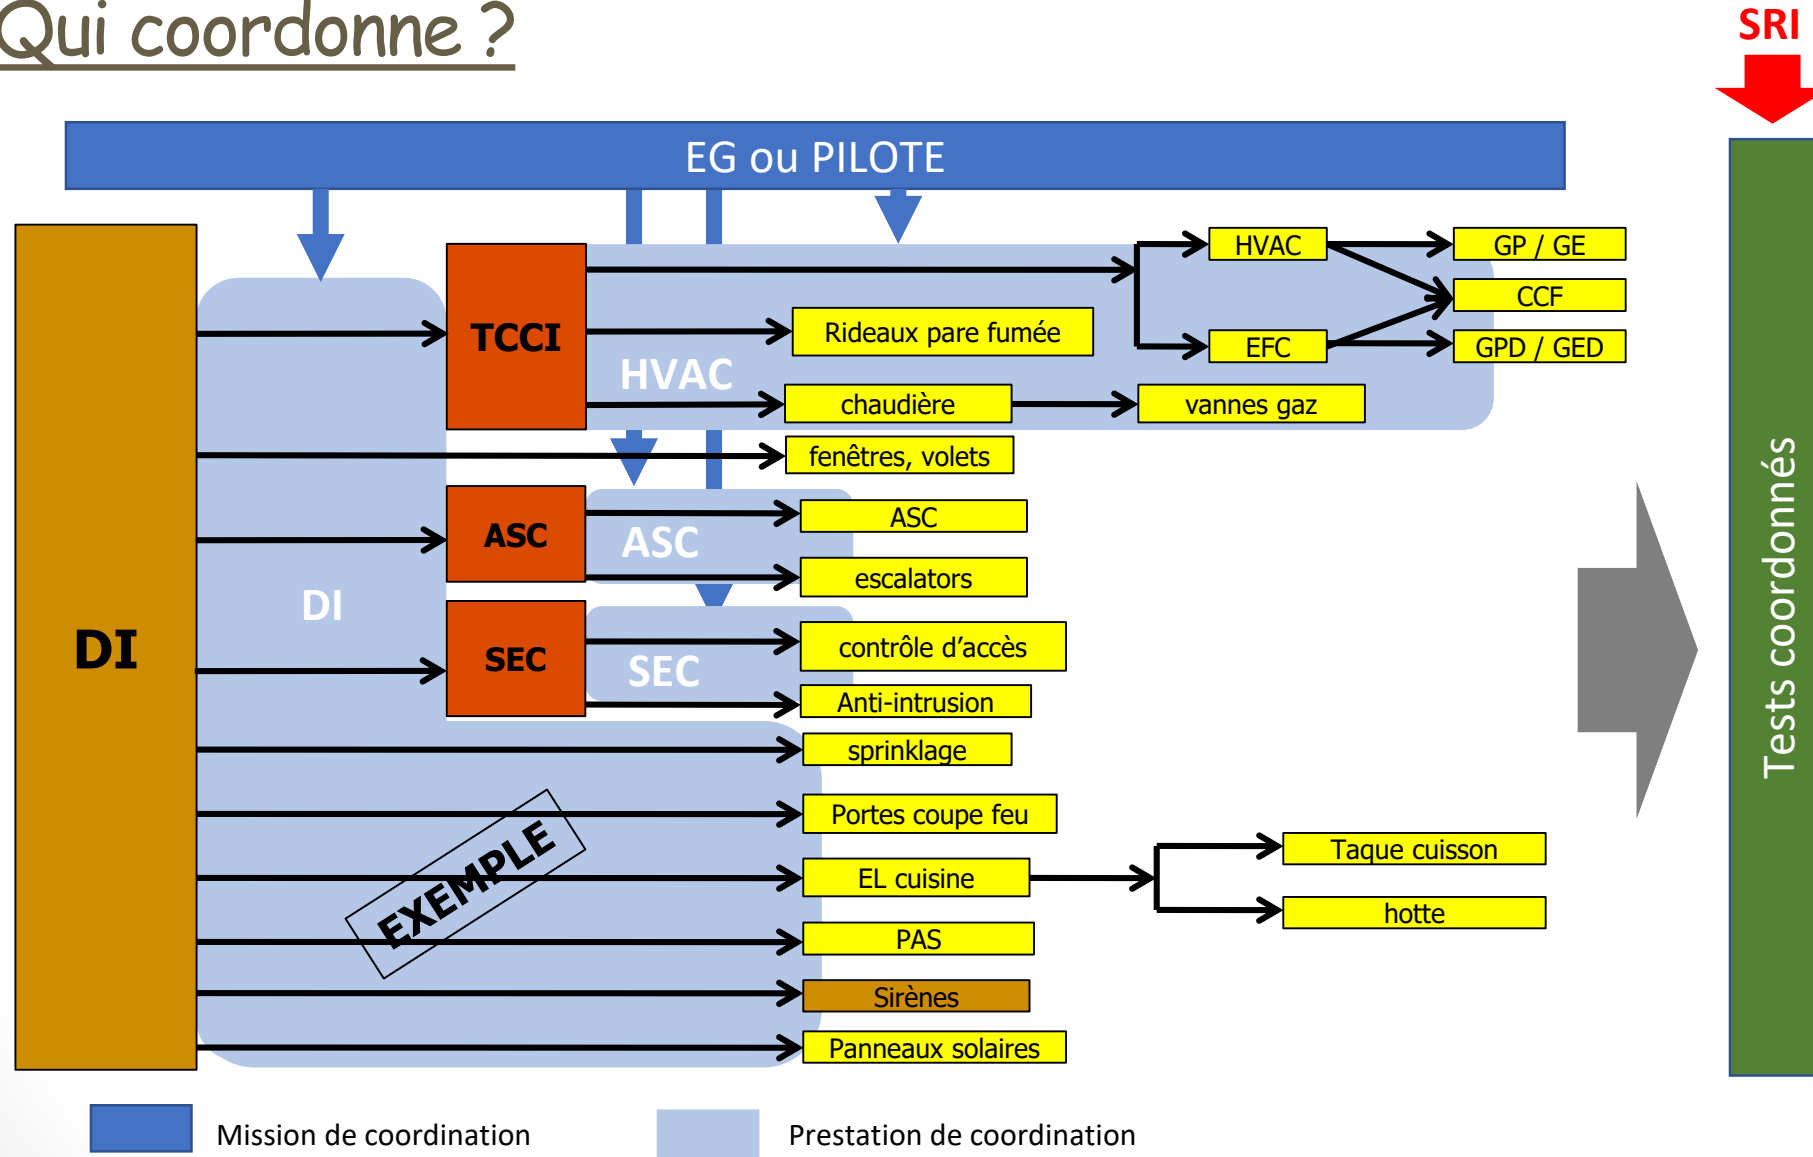 Qui coordonne ?
SRI
EG ou PILOTE
DI
DI
TCCI
HVAC
HVAC
GP / GE
CCF
EFC
GPD / GED
Rideaux pare fumée
chaudière
vannes gaz
fenêtres, volets
ASC
ASC
ASC
escalators
SEC
SEC
contrôle d’accès
Anti-intrusion
sprinklage
Portes coupe feu
EL cuisine
Taque cuisson
hotte
PAS
Sirènes
Panneaux solaires
EXEMPLE
Tests coordonnés
Mission de coordination
Prestation de coordination